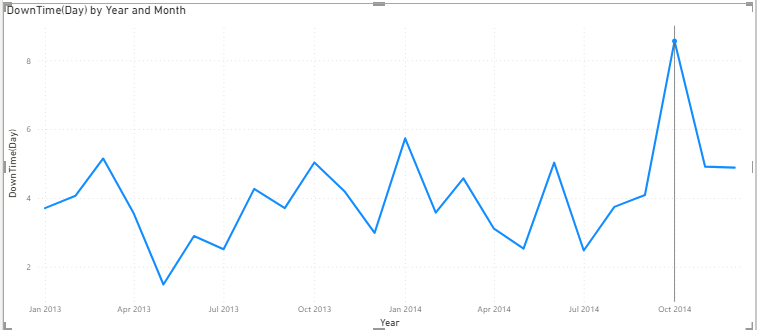 DownTime(Day) by Year and Month
DownTime(Day)
8
6
4
2
Jan 2013 Apr 2013 Jul 2013 Oct 2013 Jan 2014 Apr 2014 Jul 2014 Oct 2014
Year